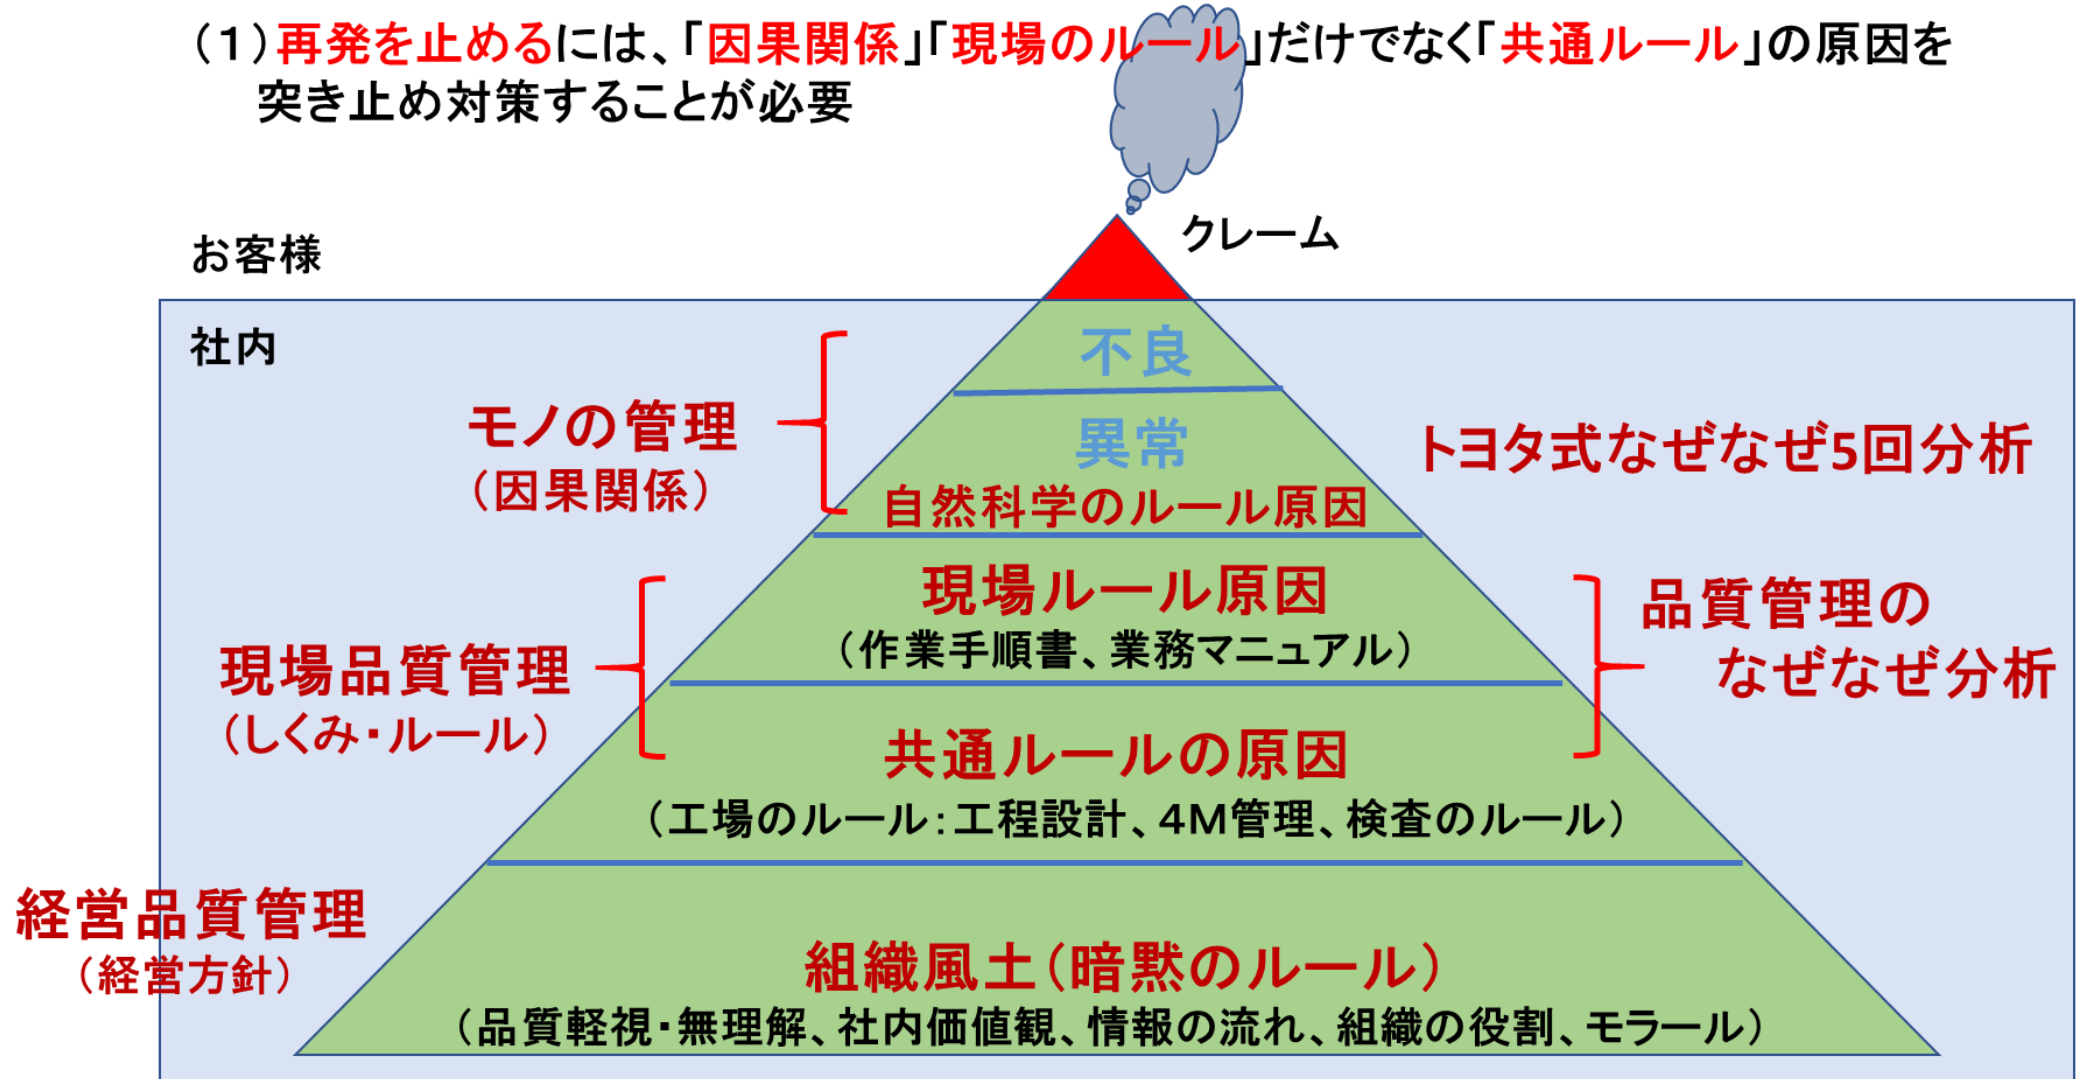 （１）再発を止めるには、「因果関係」「現場のルール」だけでなく「共通ルール」の原因を
突き止め対策することが必要
クレーム
お客様
社内
不良
モノの管理
（因果関係）
異常
トヨタ式なぜなぜ5回分析
自然科学のルール原因
現場ルール原因
（作業手順書、業務マニュアル）
品質管理の
なぜなぜ分析
現場品質管理
（しくみ・ルール）
共通ルールの原因
（工場のルール：工程設計、4M管理、検査のルール）
経営品質管理
（経営方針）
組織風土（暗黙のルール）
（品質軽視・無理解、社内価値観、情報の流れ、組織の役割、モラール）